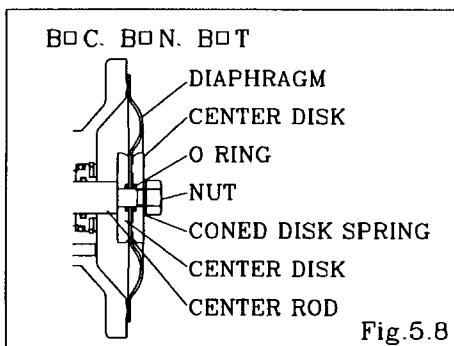 B□C. B□N. B□T
DIAPHRAGM
CENTER DISK
O RING
NUT
CONED DISK SPRING
CENTER DISK
CENTER ROD
Fig.5.8